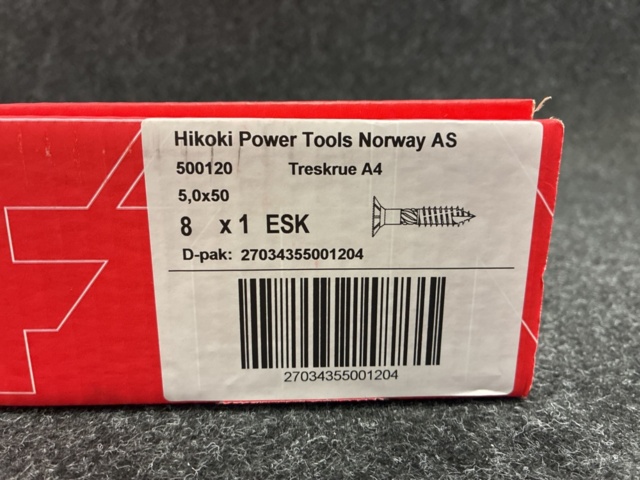 Hikoki Power Tools Norway AS
500120 Treskrue A4
5,0x50
8 x 1 ESK
D-pak: 27034355001204
27034355001204